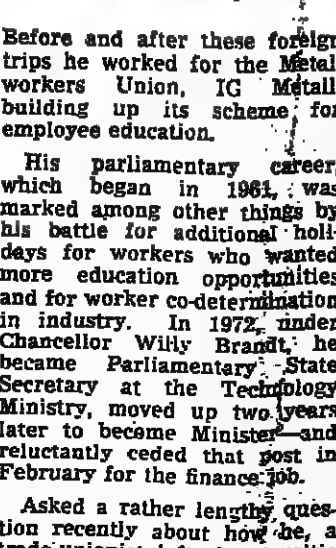 Before and after these foreign
trips he worked for the Metal
workers Union, IG Metall
building up its scheme for
employee education.
His parliamentary career,
which began in 1961, was
marked among other things by
his battle for additional holi-
days for workers who wanted
more education opportunities
and for worker co-determination
in industry. In 1972, under
Chancellor Willy Brandt, he
became Parliamentary State
Secretary at the Technology
Ministry, moved up two years
later to become Minister—and
reluctantly ceded that post in
February for the finance job.
Asked a rather lengthy ques-
tion recently about how he, a